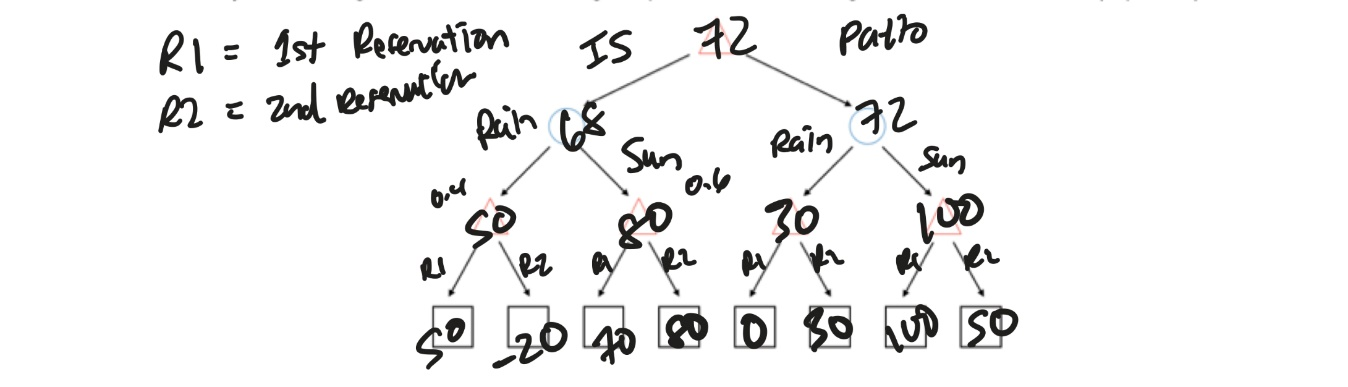 R1 = 1st Reservation
R2 = 2nd Reservation
IS 72 Patio
Rain 68 Sun Rain 72 Sun
0.4 0.6
50 80 30 100
R1 R2 R1 R2 R1 R2 R1 R2
50 -20 70 80 0 30 100 50